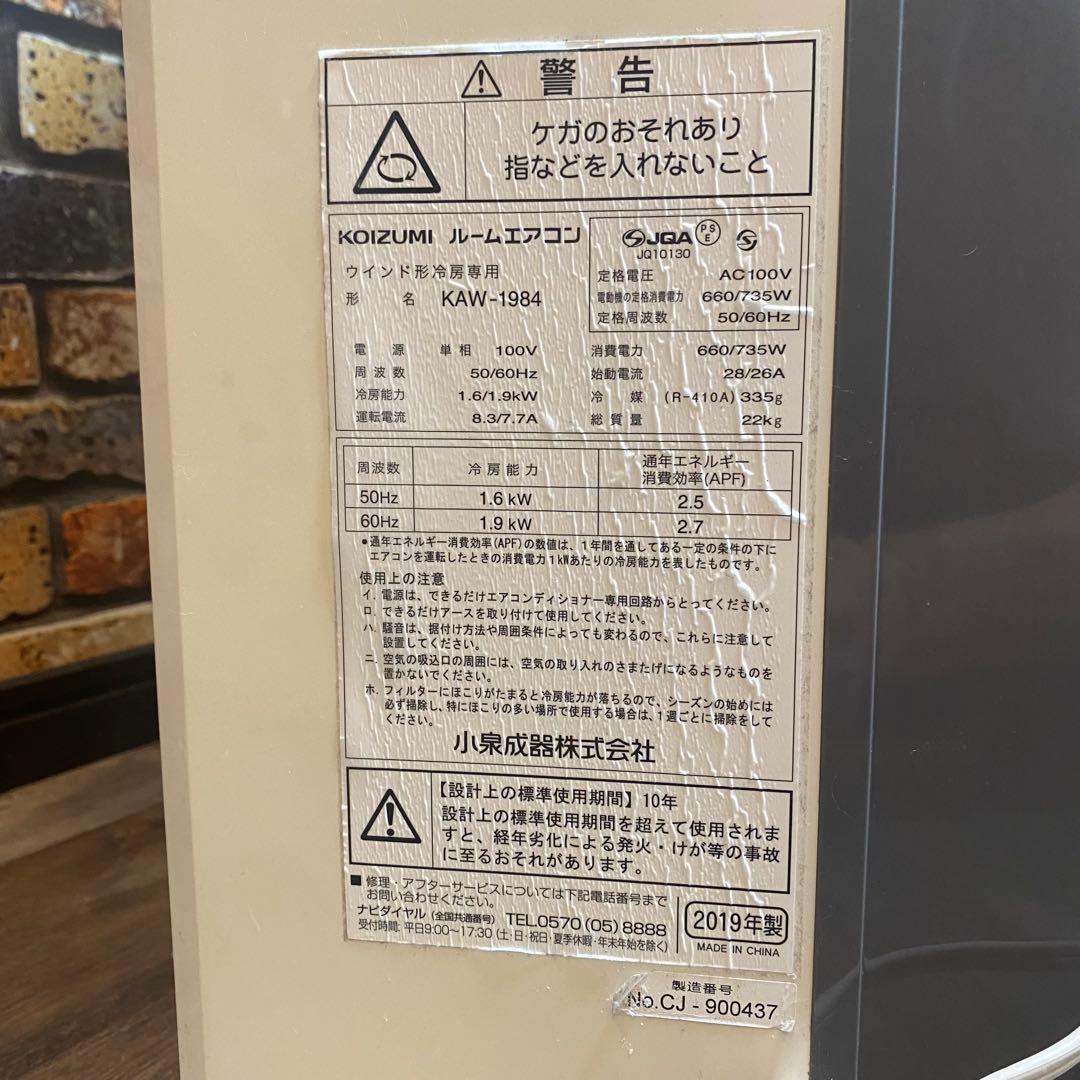 警告
ケガのおそれあり
指などを入れないこと
KOIZUMI ルームエアコン
ウインド形冷房専用
形名 KAW-1984
JQA PSE S
JQ10130
定格電圧 AC100V
電動機の定格消費電力 660/735W
定格周波数 50/60Hz
電源 単相 100V
周波数 50/60Hz
冷房能力 1.6/1.9kW
運転電流 8.3/7.7A
消費電力 660/735W
始動電流 28/26A
冷媒 (R-410A) 335g
総質量 22kg
周波数 冷房能力 通年エネルギー消費効率(APF)
50Hz 1.6 kW 2.5
60Hz 1.9 kW 2.7
●通年エネルギー消費効率(APF)の数値は、1年間を通してある一定の条件の下に
エアコンを運転したときの消費電力1kWあたりの冷房能力を表したものです。
使用上の注意
イ. 電源は、できるだけエアコンディショナー専用回路からとってください。
ロ. できるだけアースを取り付けて使用してください。
ハ. 騒音は、据付け方法や周囲条件によっても変わるので、これらに注意して
設置してください。
ニ. 空気の吸込口の周囲には、空気の取り入れのさまたげになるようなものを
置かないでください。
ホ. フィルターにほこりがたまると冷房能力が落ちるので、シーズンの始めには
必ず掃除し、特にほこりの多い場所で使用する場合は、1週ごとに掃除をして
ください。
小泉成器株式会社
【設計上の標準使用期間】10年
設計上の標準使用期間を超えて使用されま
すと、経年劣化による発火・けが等の事故
に至るおそれがあります。
■修理・アフターサービスについては下記電話番号まで
お問い合わせください。
ナビダイヤル(全国共通番号) TEL0570(05)8888
受付時間: 平日9:00~17:30(土・日・祝日・夏季休暇・年末年始を除く)
2019年製
MADE IN CHINA
製造番号
No.CJ - 900437